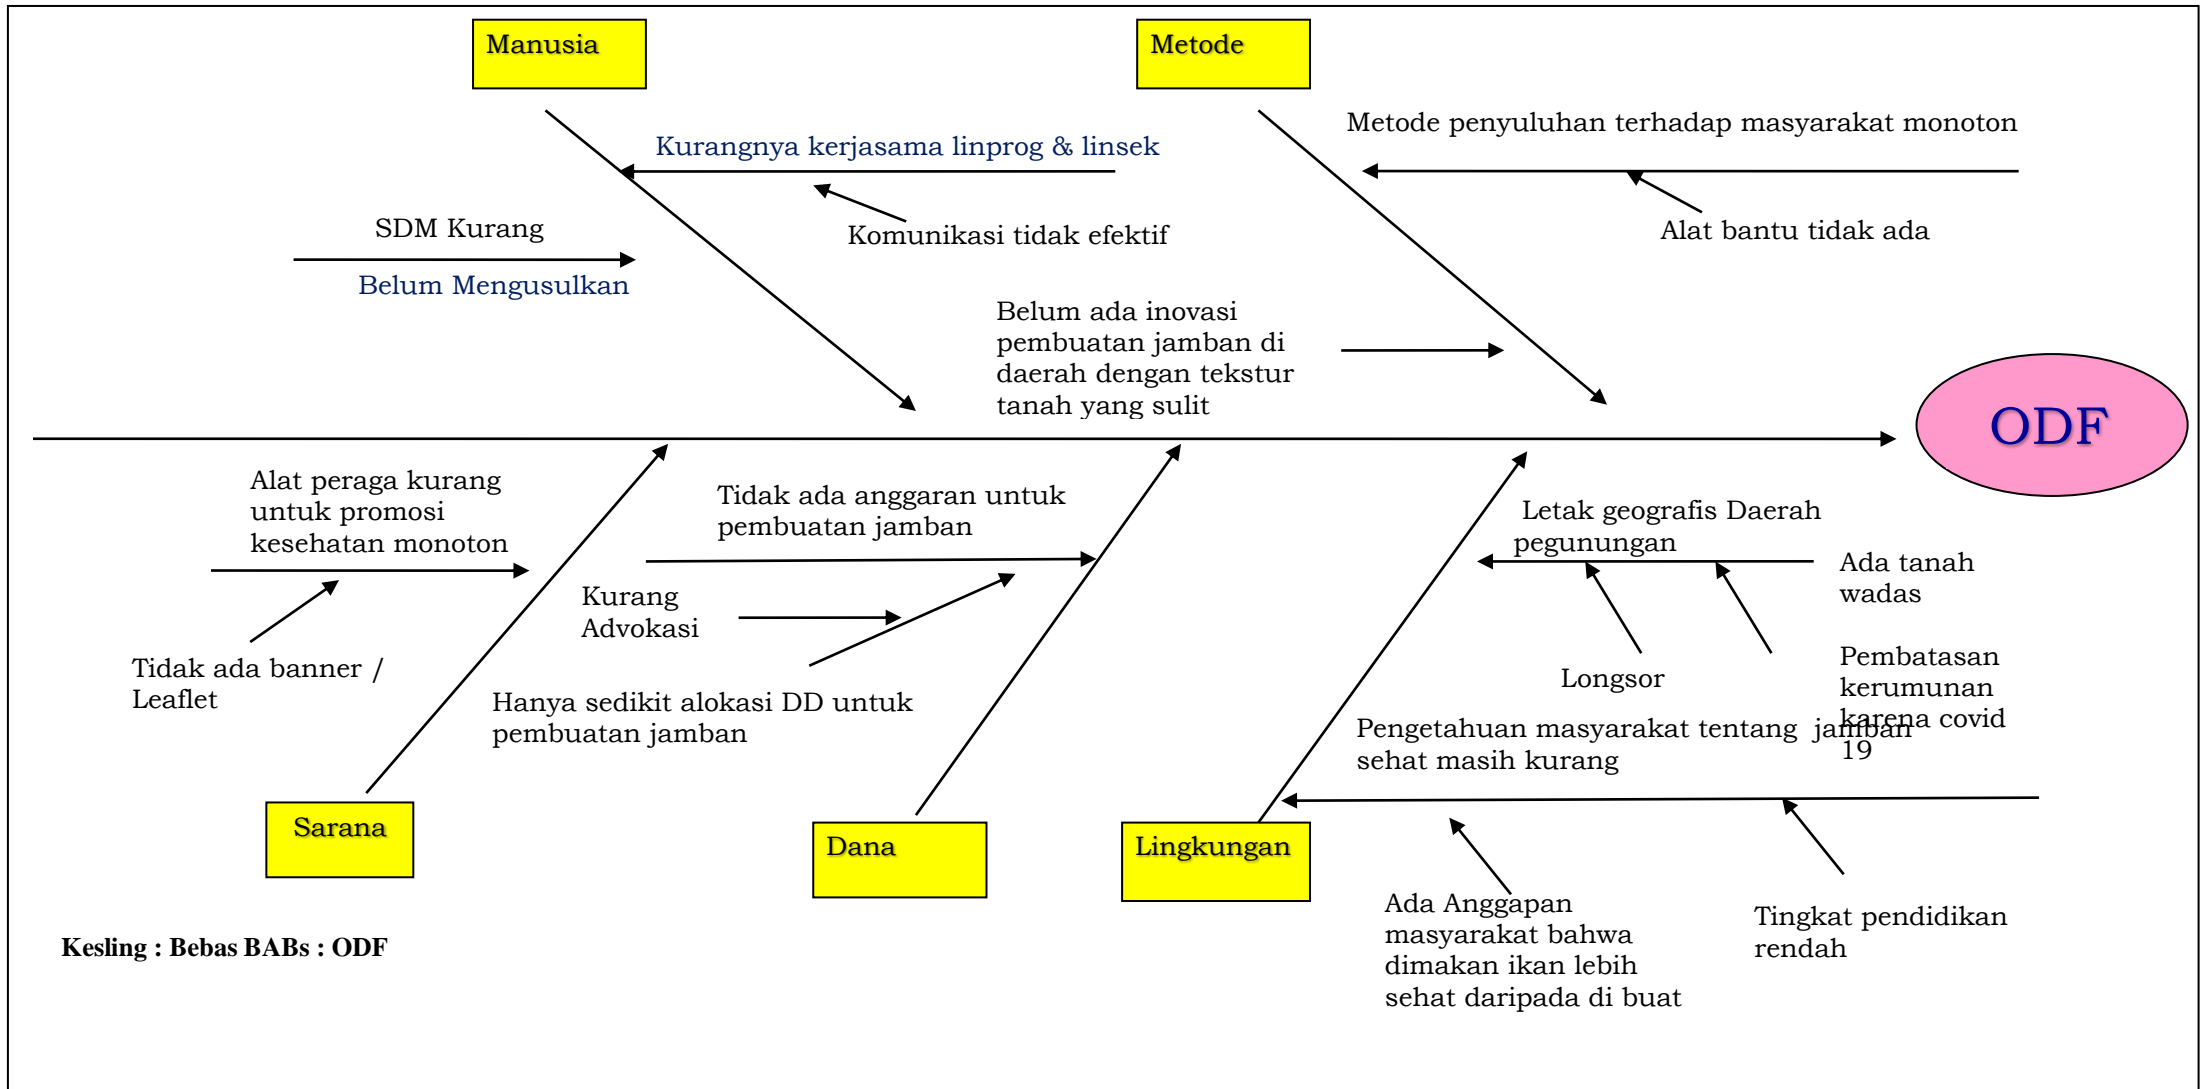 Manusia
Metode
Metode penyuluhan terhadap masyarakat monoton
Kurangnya kerjasama linprog & linsek
SDM Kurang
Komunikasi tidak efektif
Alat bantu tidak ada
Belum Mengusulkan
Belum ada inovasi
pembuatan jamban di
daerah dengan tekstur
tanah yang sulit
ODF
Alat peraga kurang
untuk promosi
kesehatan monoton
Tidak ada anggaran untuk
pembuatan jamban
Letak geografis Daerah
pegunungan
Ada tanah
wadas
Kurang
Advokasi
Tidak ada banner /
Leaflet
Hanya sedikit alokasi DD untuk
pembuatan jamban
Longsor
Pembatasan
kerumunan
karena covid
19
Pengetahuan masyarakat tentang jamban
sehat masih kurang
Sarana
Dana
Lingkungan
Ada Anggapan
masyarakat bahwa
dimakan ikan lebih
sehat daripada di buat
Tingkat pendidikan
rendah
Kesling : Bebas BABs : ODF